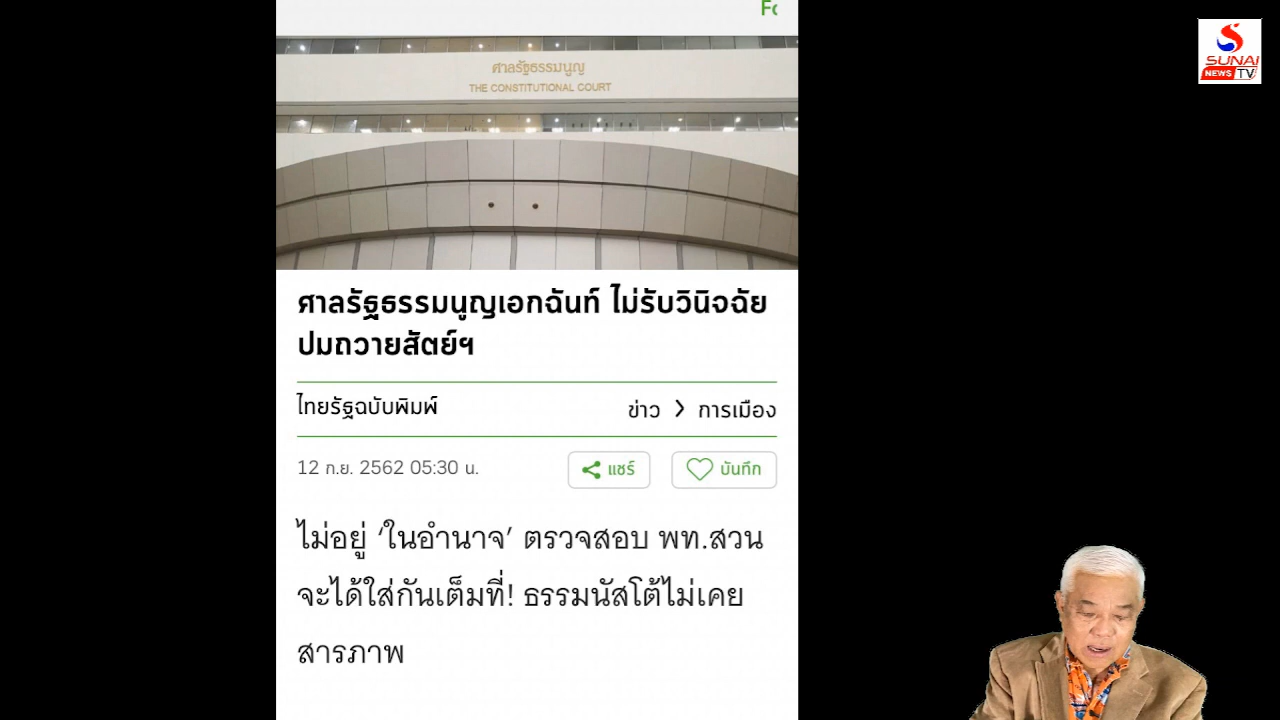 Fo
SUNAI
NEWS TV
ศาลรัฐธรรมนูญ
THE CONSTITUTIONAL COURT
ศาลรัฐธรรมนูญเอกฉันท์ ไม่รับวินิจฉัย
ปมถวายสัตย์ฯ
ไทยรัฐฉบับพิมพ์
ข่าว > การเมือง
12 ก.ย. 2562 05:30 น.
แชร์
บันทึก
ไม่อยู่ ‘ในอำนาจ’ ตรวจสอบ พท.สวน
จะได้ใส่กันเต็มที่! ธรรมนัสโต้ไม่เคย
สารภาพ